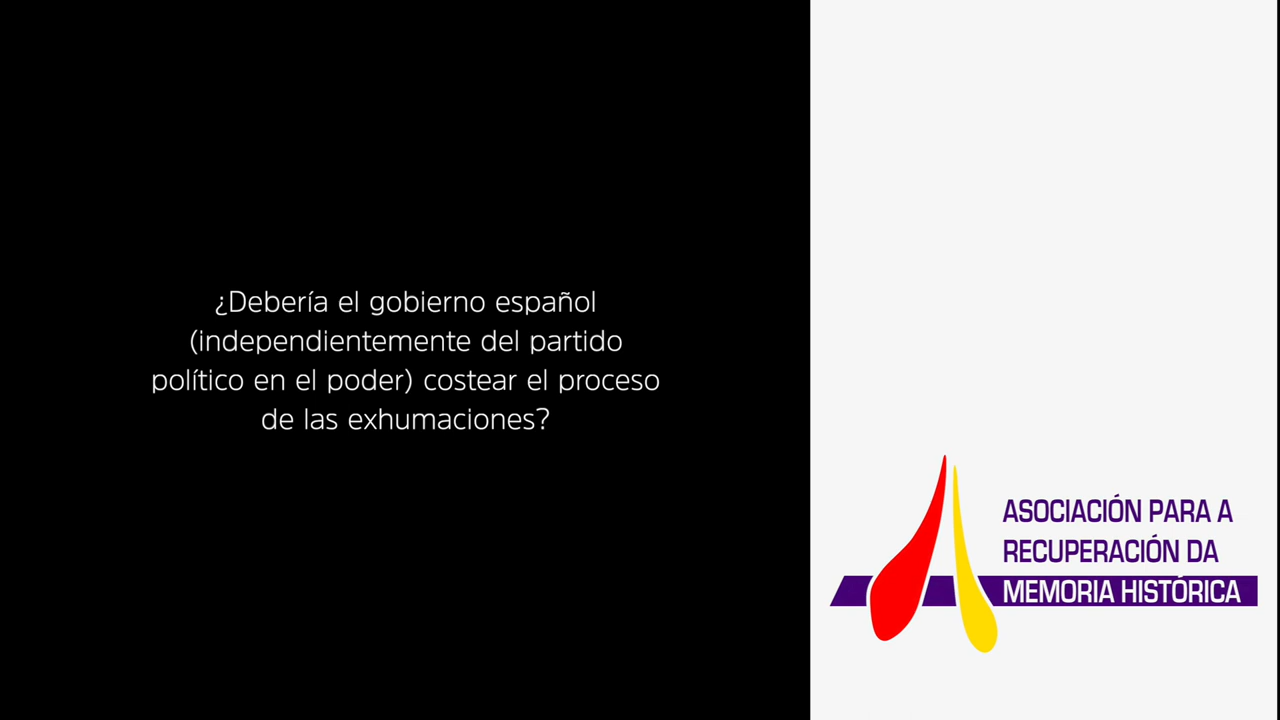 ¿Debería el gobierno español
(independientemente del partido
político en el poder) costear el proceso
de las exhumaciones?
ASOCIACIÓN PARA A
RECUPERACIÓN DA
MEMORIA HISTÓRICA